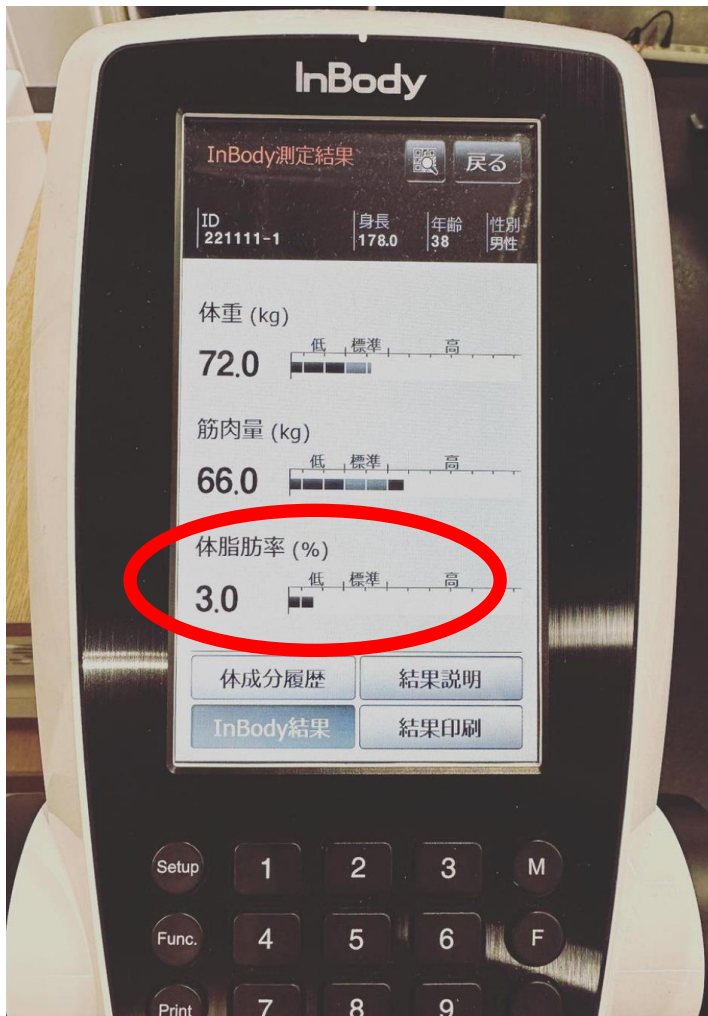 InBody
InBody測定結果 戻る
ID 身長 年齢 性別
221111-1 178.0 38 男性
体重 (kg)
低 標準 高
72.0
筋肉量 (kg)
低 標準 高
66.0
体脂肪率 (%)
低 標準 高
3.0
体成分履歴 結果説明
InBody結果 結果印刷
Setup 1 2 3 M
Func. 4 5 6 F
Print 7 8 9